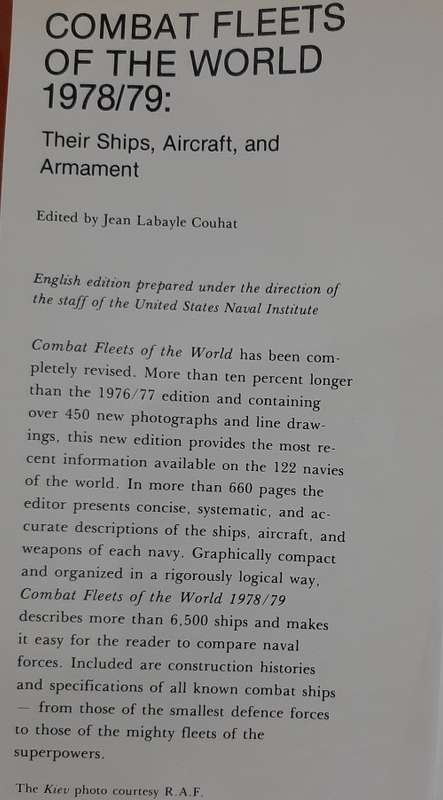 COMBAT FLEETS
OF THE WORLD
1978/79:
Their Ships, Aircraft, and
Armament
Edited by Jean Labayle Couhat
English edition prepared under the direction of
the staff of the United States Naval Institute
Combat Fleets of the World has been com-
pletely revised. More than ten percent longer
than the 1976/77 edition and containing
over 450 new photographs and line draw-
ings, this new edition provides the most re-
cent information available on the 122 navies
of the world. In more than 660 pages the
editor presents concise, systematic, and ac-
curate descriptions of the ships, aircraft, and
weapons of each navy. Graphically compact
and organized in a rigorously logical way,
Combat Fleets of the World 1978/79
describes more than 6,500 ships and makes
it easy for the reader to compare naval
forces. Included are construction histories
and specifications of all known combat ships
— from those of the smallest defence forces
to those of the mighty fleets of the
superpowers.
The Kiev photo courtesy R.A.F.